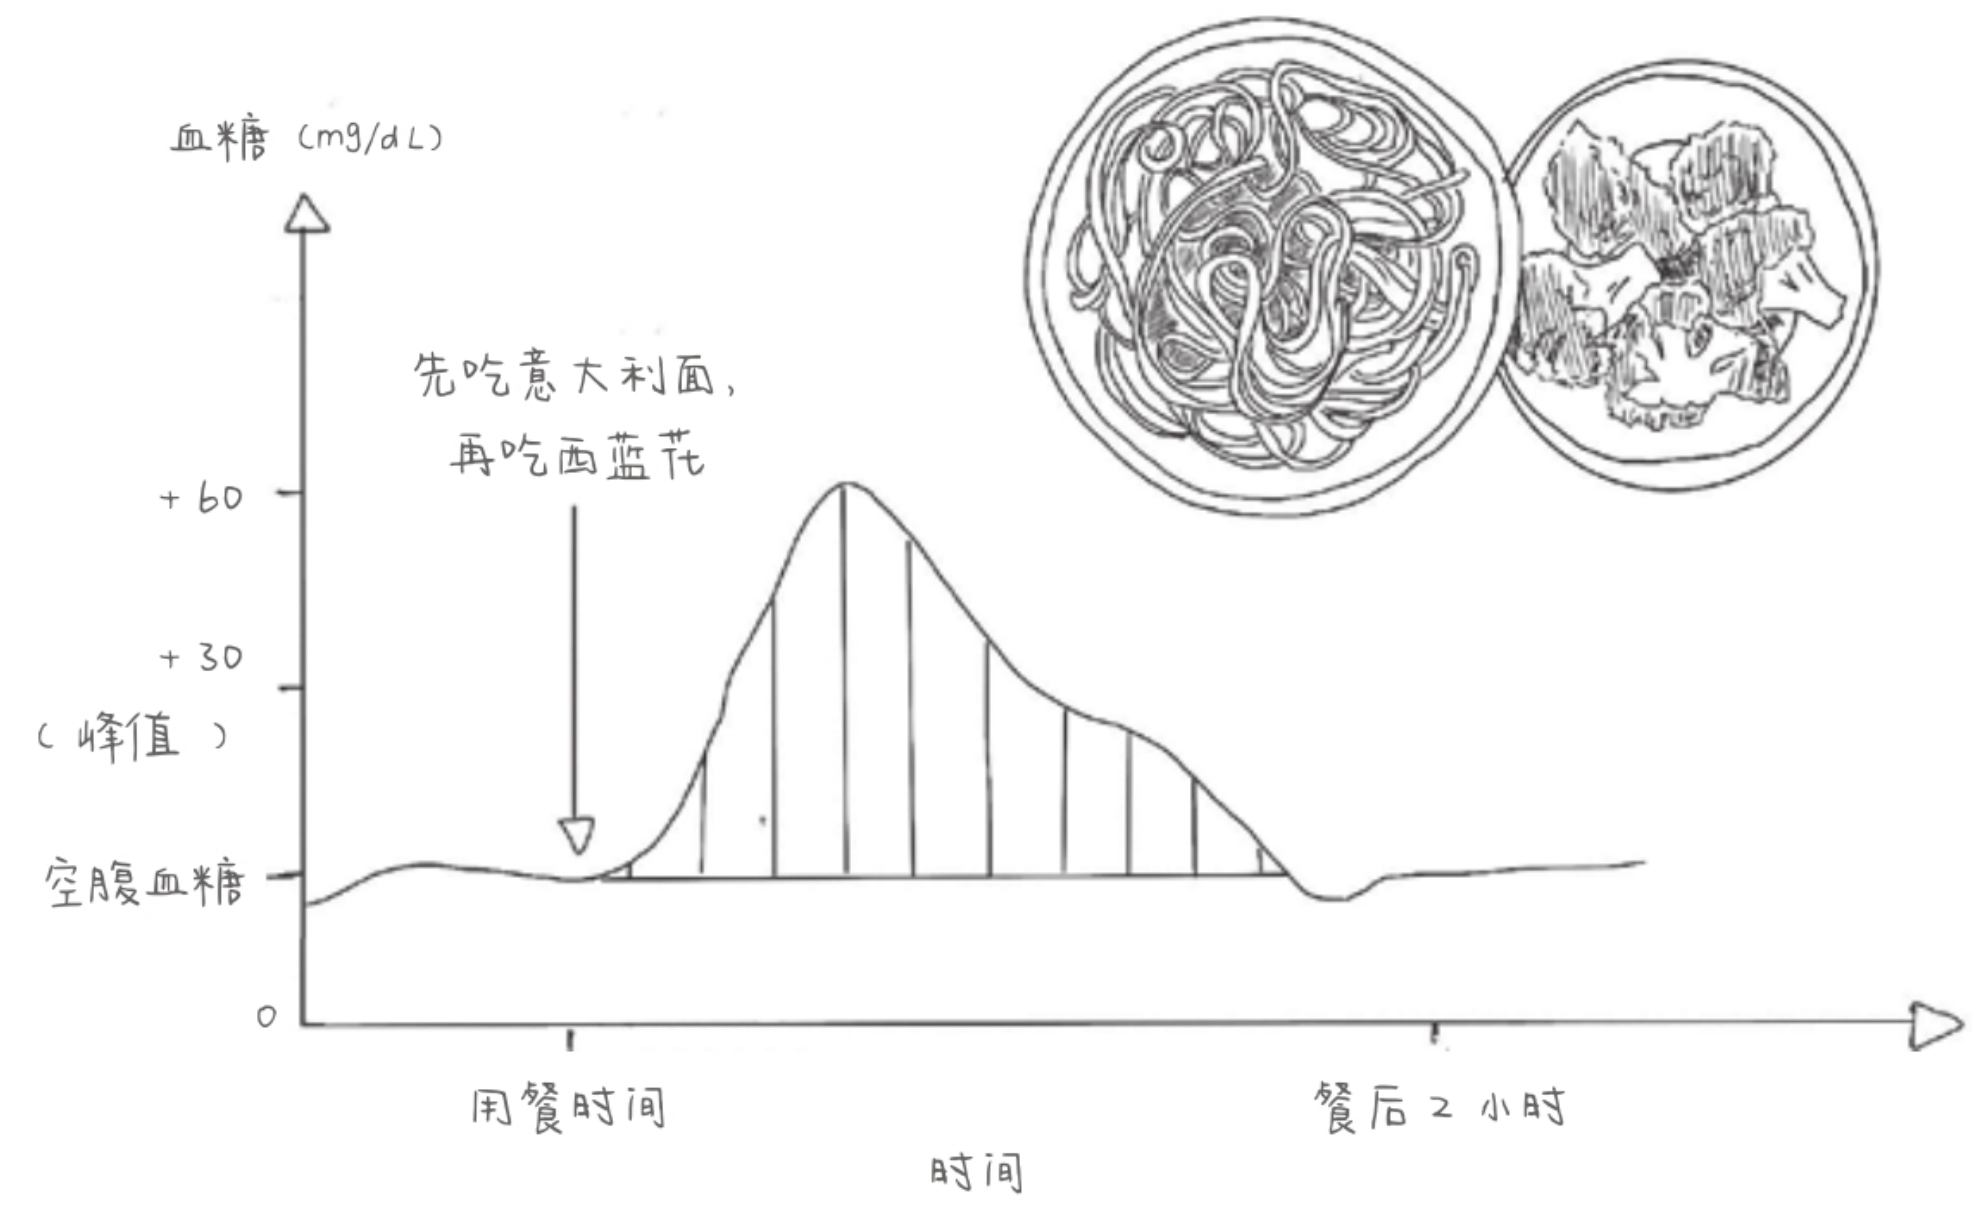 血糖 (mg/dL)
先吃意大利面,
再吃西蓝花
+60
+30
(峰值)
空腹血糖
0
用餐时间
餐后2小时
时间